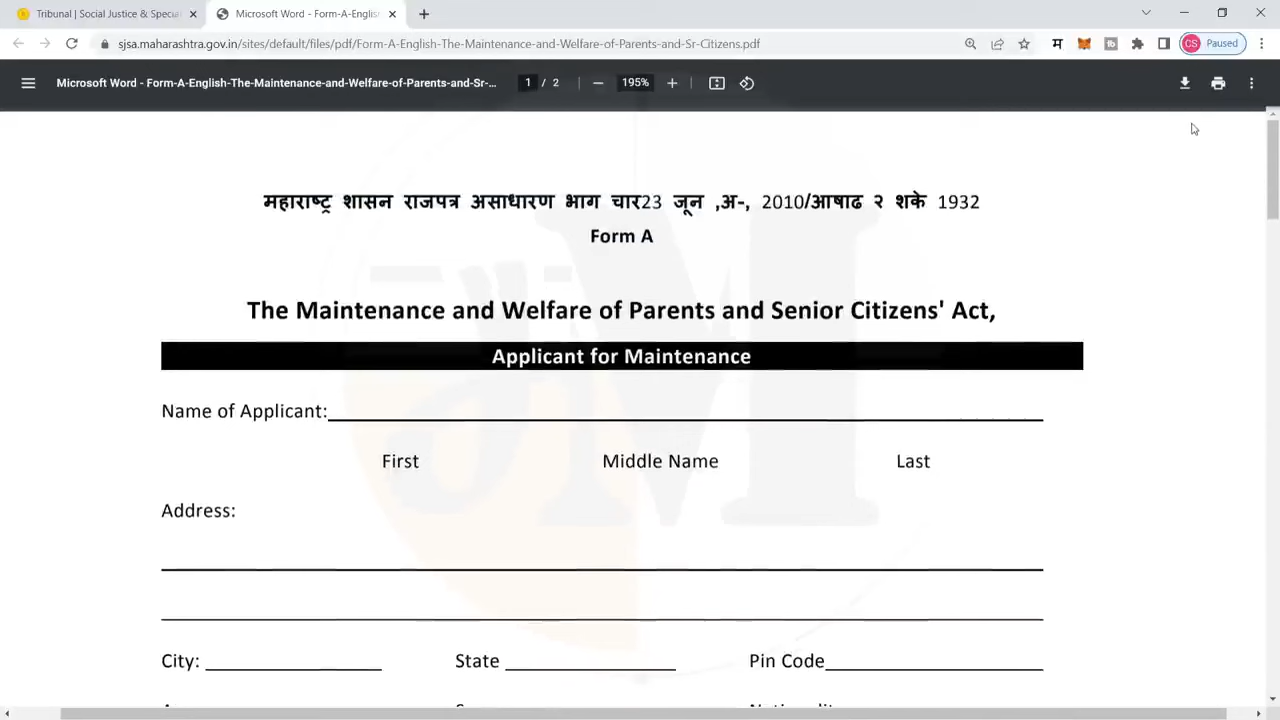 Tribunal | Social Justice & Specia
Microsoft Word - Form-A-Englis
sjsa.maharashtra.gov.in/sites/default/files/pdf/Form-A-English-The-Maintenance-and-Welfare-of-Parents-and-Sr-Citizens.pdf
CS Paused
Microsoft Word - Form-A-English-The-Maintenance-and-Welfare-of-Parents-and-Sr-...
1 / 2
195%
महाराष्ट्र शासन राजपत्र असाधारण भाग चार23 जून ,अ-, 2010/आषाढ २ शके 1932
Form A
The Maintenance and Welfare of Parents and Senior Citizens' Act,
Applicant for Maintenance
Name of Applicant:
First Middle Name Last
Address:
City: State Pin Code